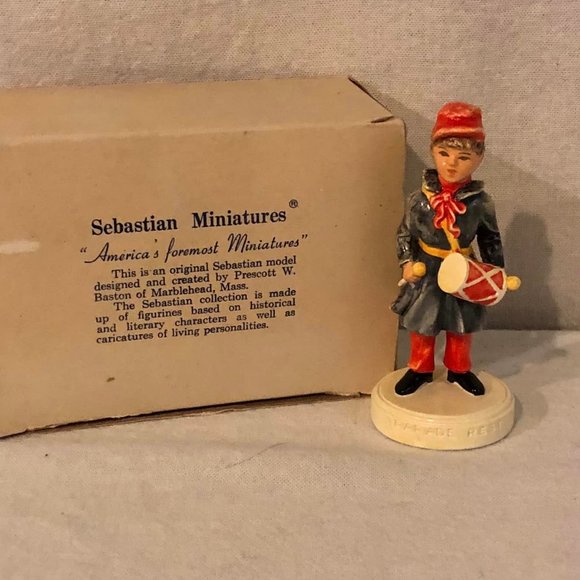 Sebastian Miniatures®
"America's foremost Miniatures"
This is an original Sebastian model
designed and created by Prescott W.
Baston of Marblehead, Mass.
The Sebastian collection is made
up of figurines based on historical
and literary characters as well as
caricatures of living personalities.
PARADE REST